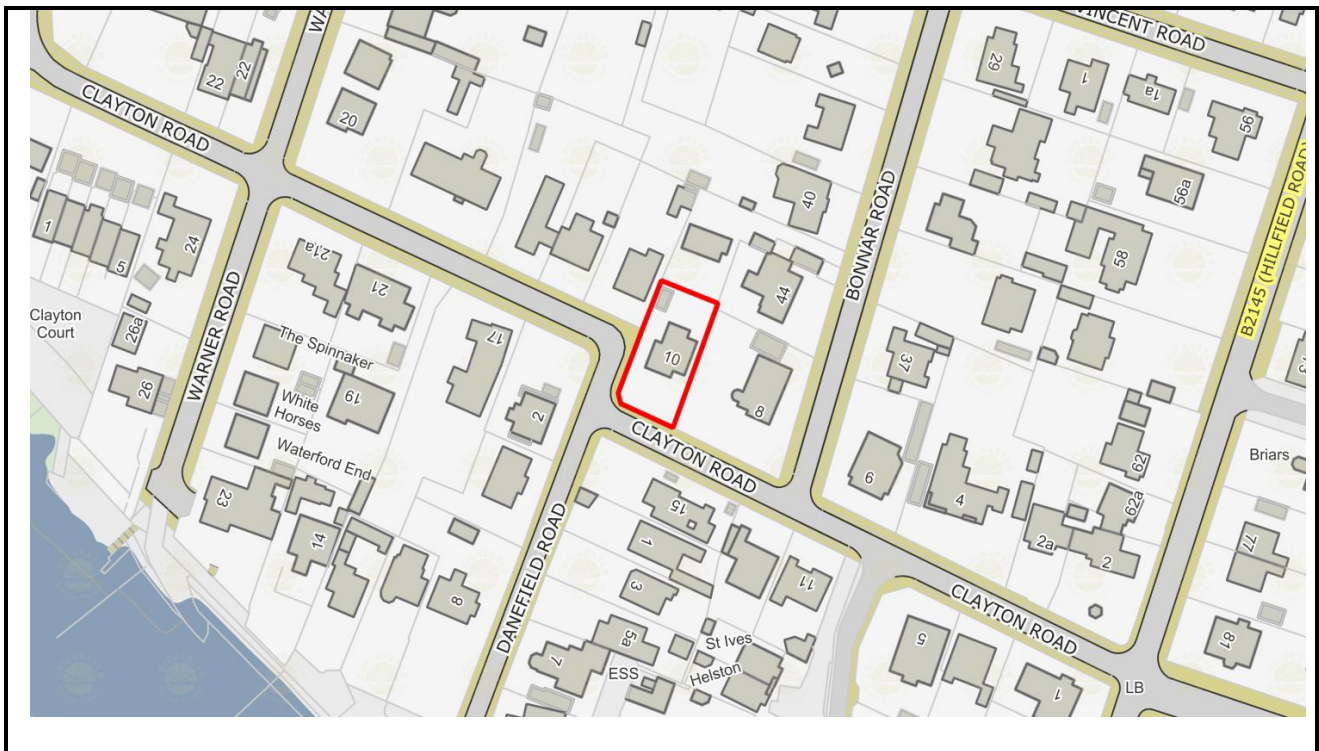 VINCENT ROAD
29
1
1a
56
22
22
WA
CLAYTON ROAD
20
56a
40
B2145 (HILLFIELD ROAD)
1
5
24
21a
21
BONNAR ROAD
58
44
Clayton
Court
26a
WARNER ROAD
The Spinnaker
17
10
37
73
26
White
Horses
19
2
8
CLAYTON ROAD
Waterford End
6
4
62
Briars
23
14
15
62a
2a
2
77
1
11
3
8
DANEFIELD ROAD
CLAYTON ROAD
5a
St Ives
5
81
7
ESS
Helston
1
LB